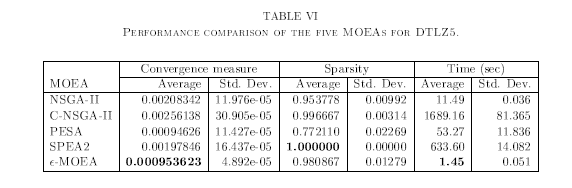 TABLE VI
PERFORMANCE COMPARISON OF THE FIVE MOEAS FOR DTLZ5.
Convergence measure Sparsity Time (sec)
MOEA Average Std. Dev. Average Std. Dev. Average Std. Dev.
NSGA-II 0.00208342 11.976e-05 0.953778 0.00992 11.49 0.036
C-NSGA-II 0.00256138 30.905e-05 0.996667 0.00314 1689.16 81.365
PESA 0.00094626 11.427e-05 0.772110 0.02269 53.27 11.836
SPEA2 0.00197846 16.437e-05 1.000000 0.00000 633.60 14.082
ϵ-MOEA 0.000953623 4.892e-05 0.980867 0.01279 1.45 0.051